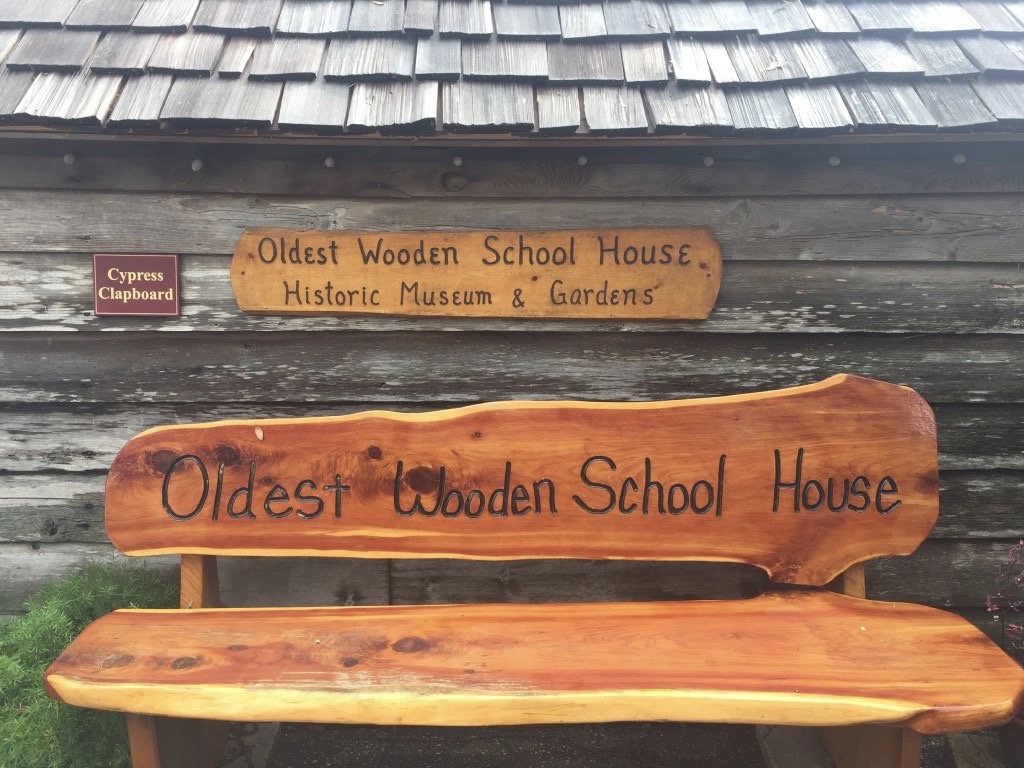 Oldest Wooden School House
Historic Museum & Gardens
Cypress
Clapboard
Oldest Wooden School House